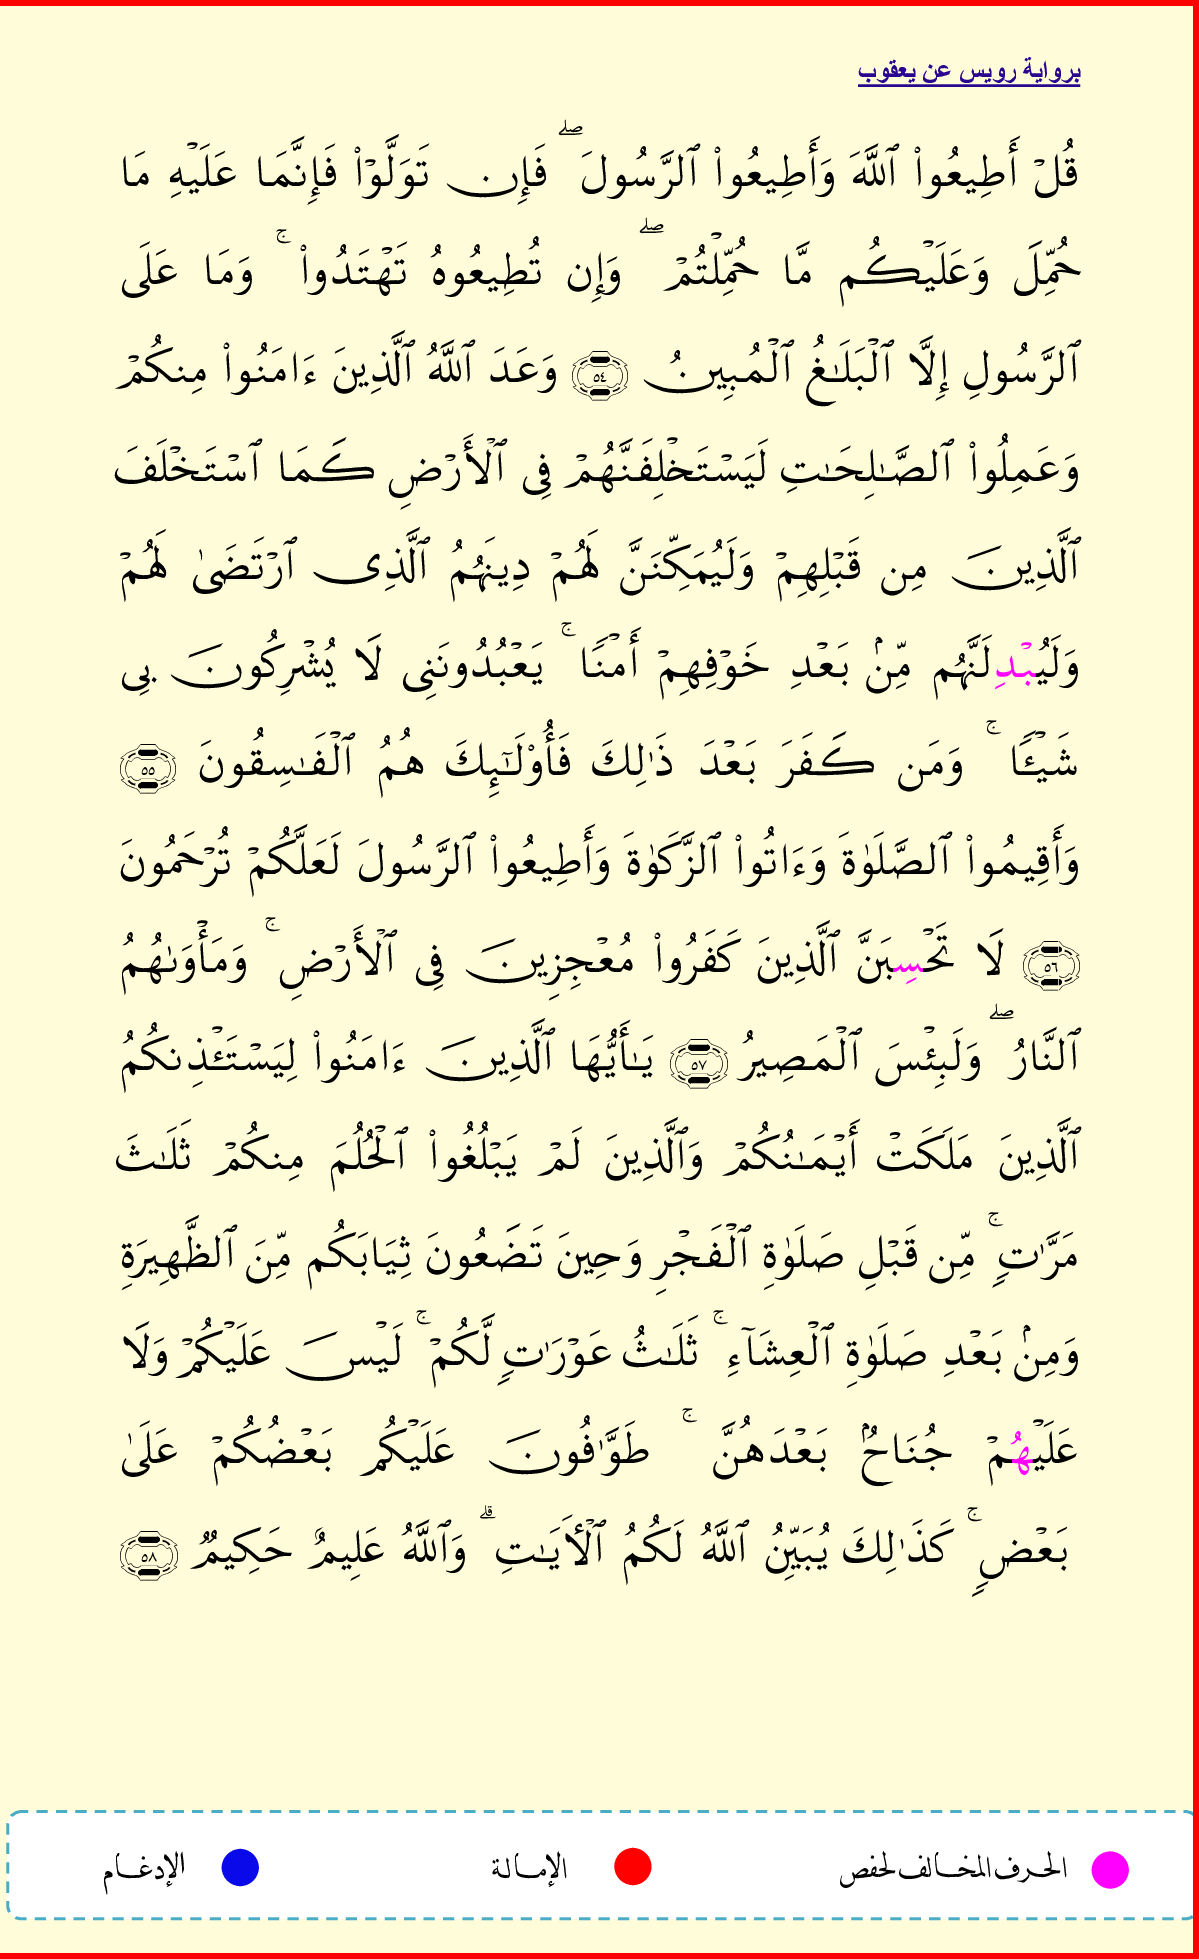 برواية رويس عن يعقوب
قُلۡ أَطِيعُواْ ٱللَّهَ وَأَطِيعُواْ ٱلرَّسُولَۖ فَإِن تَوَلَّوۡاْ فَإِنَّمَا عَلَيۡهِ مَا
حُمِّلَ وَعَلَيۡكُم مَّا حُمِّلۡتُمۡۖ وَإِن تُطِيعُوهُ تَهۡتَدُواْۚ وَمَا عَلَى
ٱلرَّسُولِ إِلَّا ٱلۡبَلَٰغُ ٱلۡمُبِينُ ٥٤ وَعَدَ ٱللَّهُ ٱلَّذِينَ ءَامَنُواْ مِنكُمۡ
وَعَمِلُواْ ٱلصَّٰلِحَٰتِ لَيَسۡتَخۡلِفَنَّهُمۡ فِي ٱلۡأَرۡضِ كَمَا ٱسۡتَخۡلَفَ
ٱلَّذِينَ مِن قَبۡلِهِمۡ وَلَيُمَكِّنَنَّ لَهُمۡ دِينَهُمُ ٱلَّذِي ٱرۡتَضَىٰ لَهُمۡ
وَلَيُبۡدِلَنَّهُم مِّنۢ بَعۡدِ خَوۡفِهِمۡ أَمۡنٗاۚ يَعۡبُدُونَنِي لَا يُشۡرِكُونَ بِي
شَيۡـٔٗاۚ وَمَن كَفَرَ بَعۡدَ ذَٰلِكَ فَأُوْلَٰٓئِكَ هُمُ ٱلۡفَٰسِقُونَ ٥٥
وَأَقِيمُواْ ٱلصَّلَوٰةَ وَءَاتُواْ ٱلزَّكَوٰةَ وَأَطِيعُواْ ٱلرَّسُولَ لَعَلَّكُمۡ تُرۡحَمُونَ
٥٦ لَا تَحۡسِبَنَّ ٱلَّذِينَ كَفَرُواْ مُعۡجِزِينَ فِي ٱلۡأَرۡضِۚ وَمَأۡوَىٰهُمُ
ٱلنَّارُۖ وَلَبِئۡسَ ٱلۡمَصِيرُ ٥٧ يَٰٓأَيُّهَا ٱلَّذِينَ ءَامَنُواْ لِيَسۡتَـٔۡذِنكُمُ
ٱلَّذِينَ مَلَكَتۡ أَيۡمَٰنُكُمۡ وَٱلَّذِينَ لَمۡ يَبۡلُغُواْ ٱلۡحُلُمَ مِنكُمۡ ثَلَٰثَ
مَرَّٰتٖۚ مِّن قَبۡلِ صَلَوٰةِ ٱلۡفَجۡرِ وَحِينَ تَضَعُونَ ثِيَابَكُم مِّنَ ٱلظَّهِيرَةِ
وَمِنۢ بَعۡدِ صَلَوٰةِ ٱلۡعِشَآءِۚ ثَلَٰثُ عَوۡرَٰتٖ لَّكُمۡۚ لَيۡسَ عَلَيۡكُمۡ وَلَا
عَلَيۡهُمۡ جُنَاحُۢ بَعۡدَهُنَّۚ طَوَّٰفُونَ عَلَيۡكُم بَعۡضُكُمۡ عَلَىٰ
بَعۡضٖۚ كَذَٰلِكَ يُبَيِّنُ ٱللَّهُ لَكُمُ ٱلۡأٓيَٰتِۗ وَٱللَّهُ عَلِيمٌ حَكِيمٞ ٥٨
الحرف المخالف لحفص الإمالة الإدغام